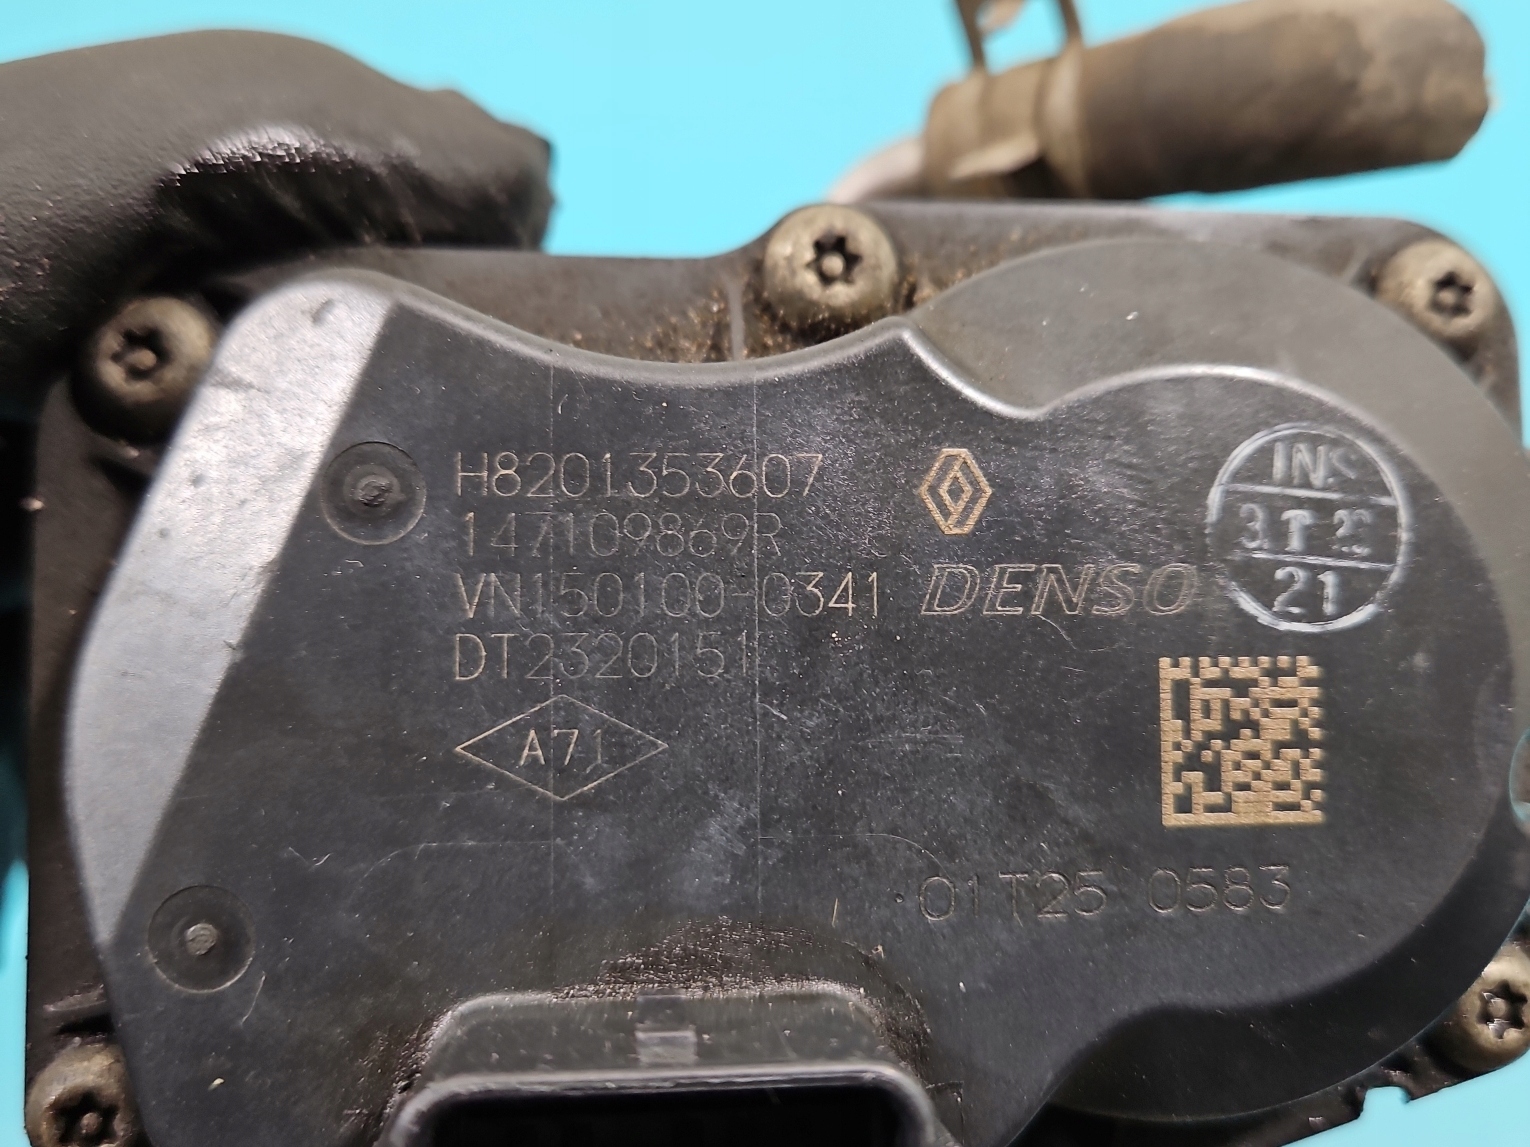 H8201353607
147109869R
VN150100-0341
DENSO
DT2320151
A71
INS
21
01T25 0583